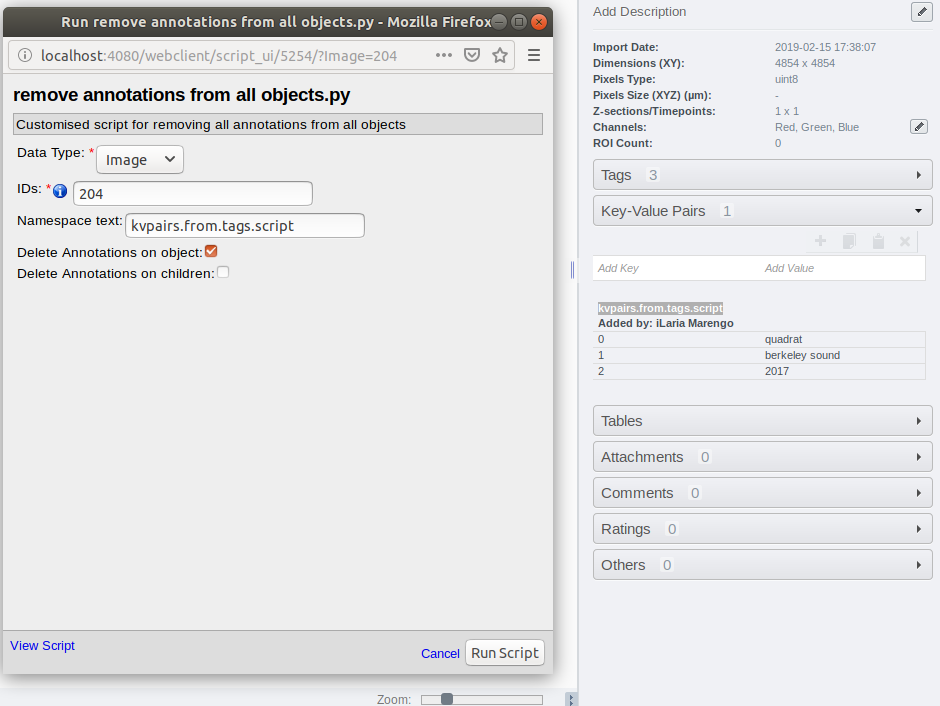 Run remove annotations from all objects.py - Mozilla Firefox
localhost:4080/webclient/script_ui/5254/?Image=204
remove annotations from all objects.py
Customised script for removing all annotations from all objects
Data Type: * Image
IDs: * 204
Namespace text: kvpairs.from.tags.script
Delete Annotations on object:
Delete Annotations on children:
View Script
Cancel Run Script
Zoom:
Add Description
Import Date: 2019-02-15 17:38:07
Dimensions (XY): 4854 x 4854
Pixels Type: uint8
Pixels Size (XYZ) (µm): -
Z-sections/Timepoints: 1 x 1
Channels: Red, Green, Blue
ROI Count: 0
Tags 3
Key-Value Pairs 1
Add Key Add Value
kvpairs.from.tags.script
Added by: iLaria Marengo
0 quadrat
1 berkeley sound
2 2017
Tables
Attachments 0
Comments 0
Ratings 0
Others 0